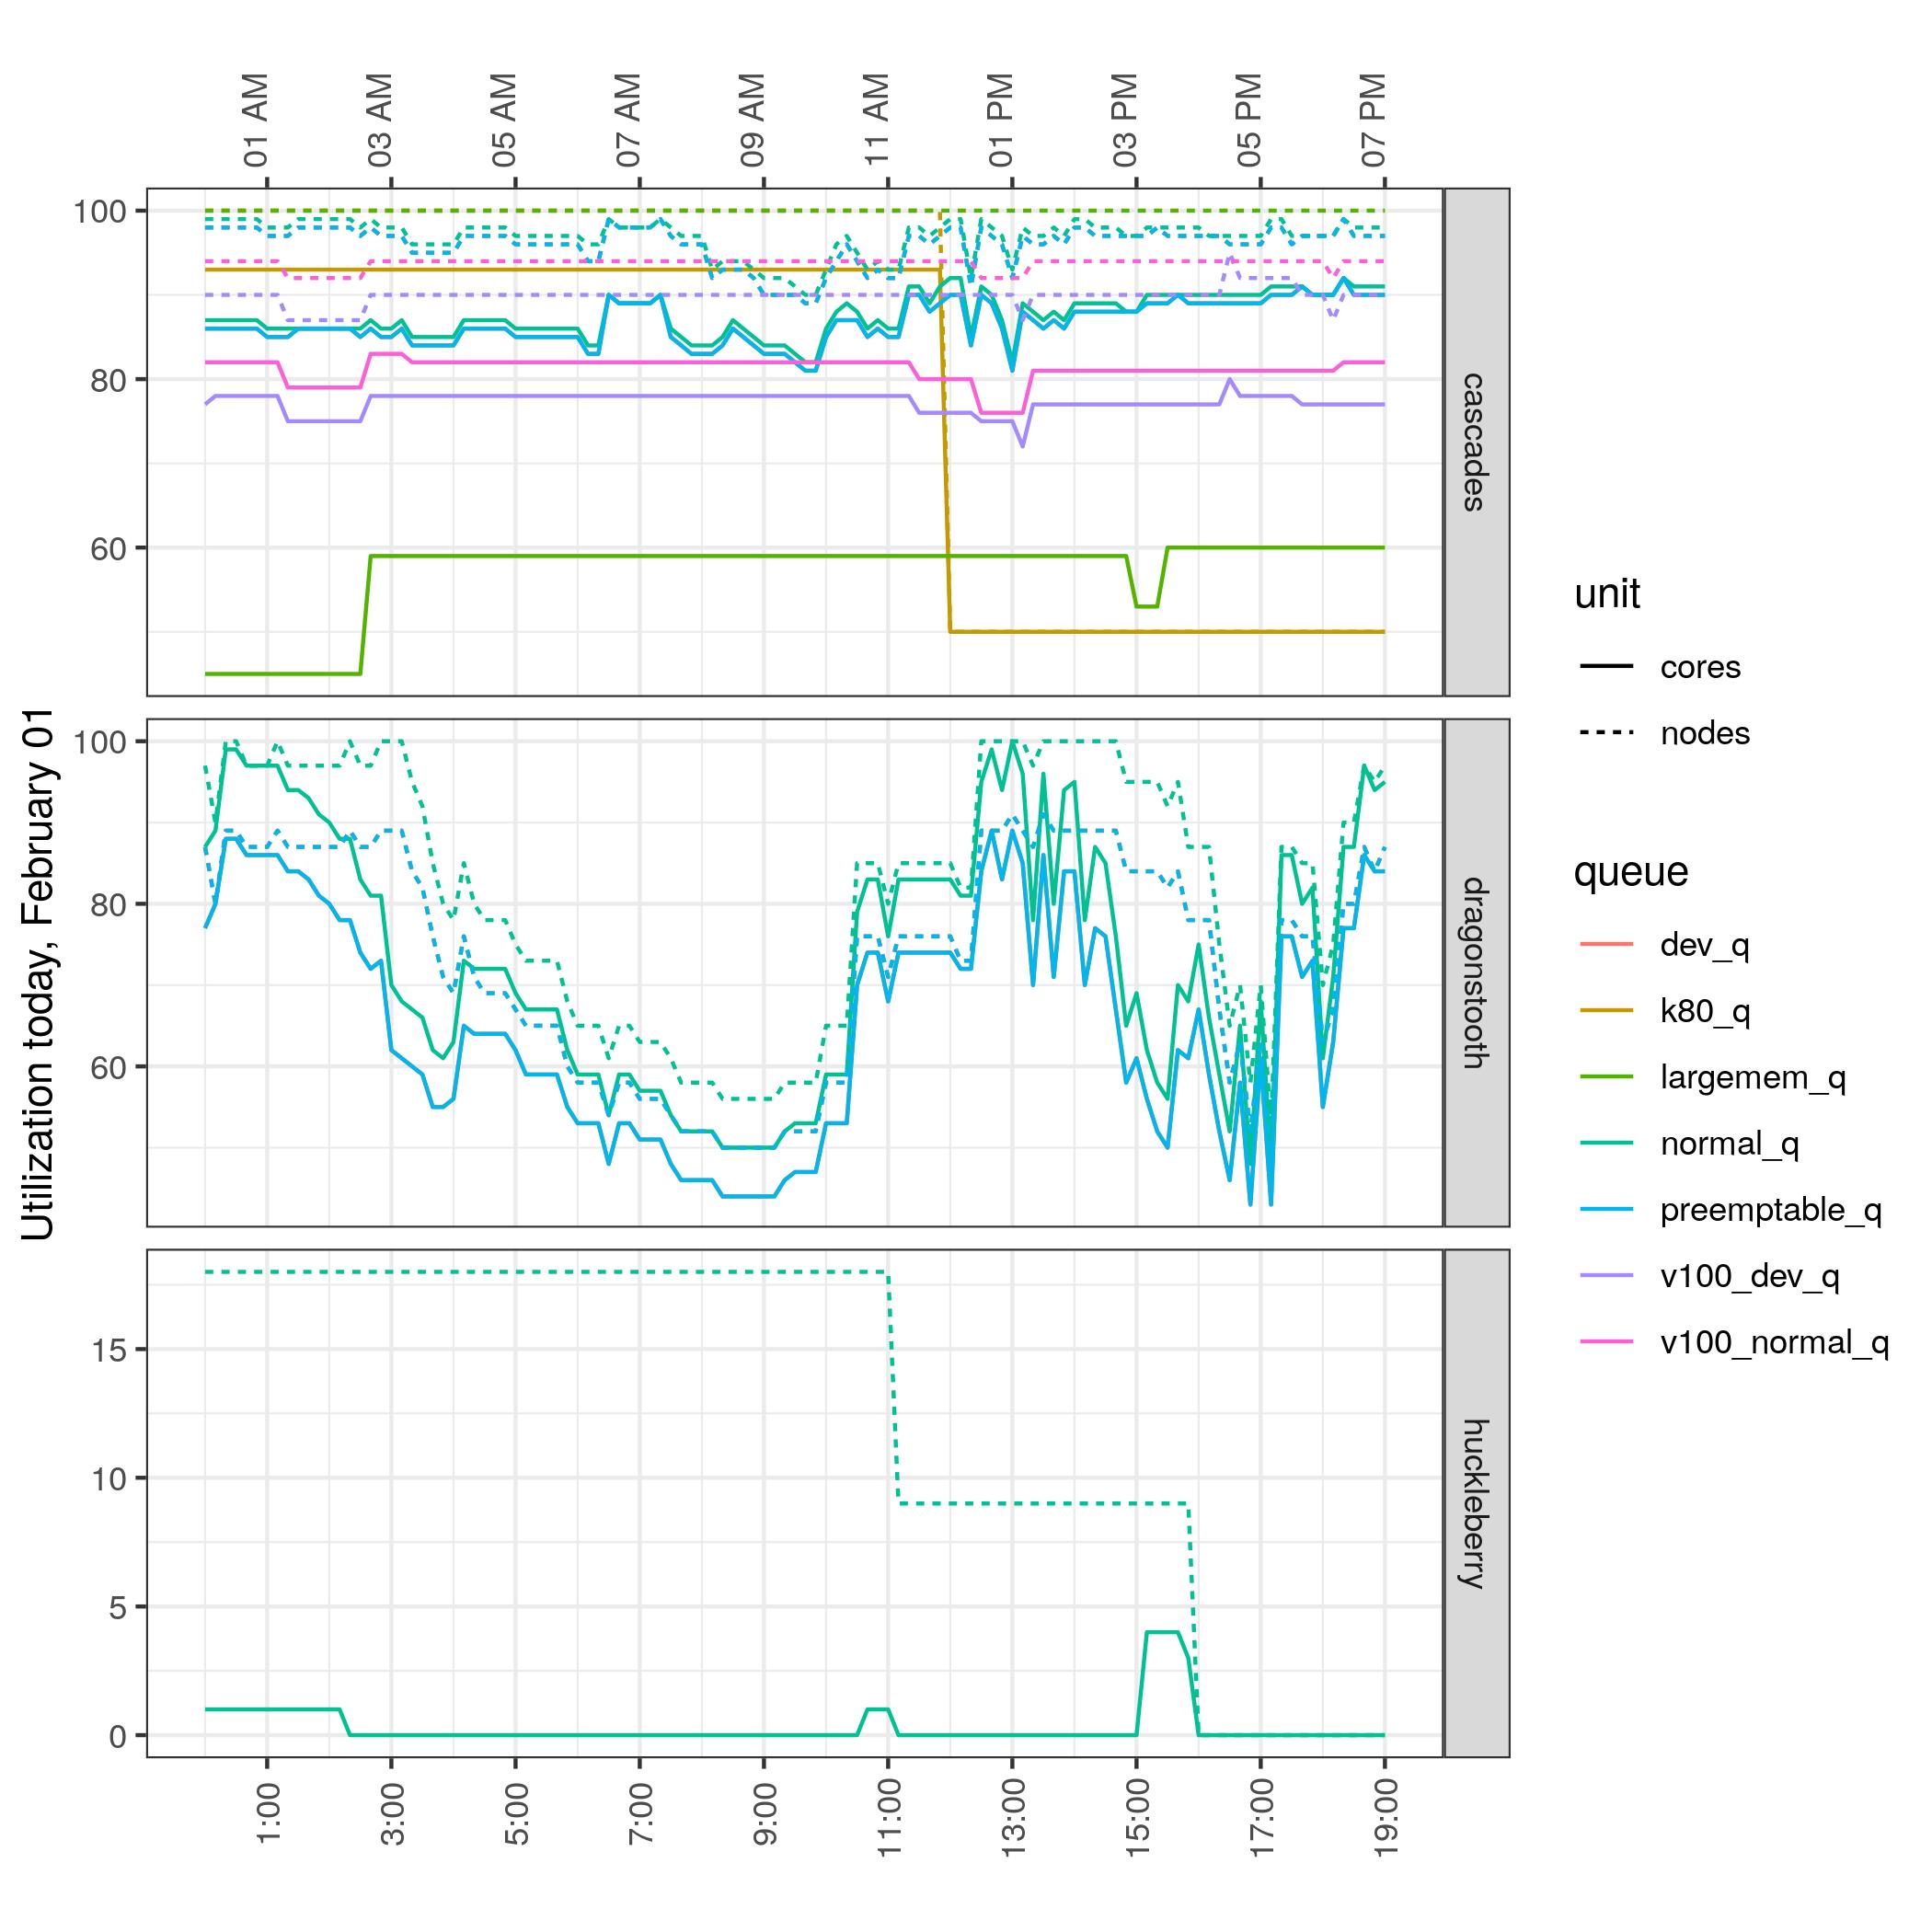 01 AM
03 AM
05 AM
07 AM
09 AM
11 AM
01 PM
03 PM
05 PM
07 PM
Utilization today, February 01
100
80
60
cascades
100
80
60
dragonstooth
15
10
5
0
huckleberry
1:00
3:00
5:00
7:00
9:00
11:00
13:00
15:00
17:00
19:00
unit
cores
nodes
queue
dev_q
k80_q
largemem_q
normal_q
preemptable_q
v100_dev_q
v100_normal_q